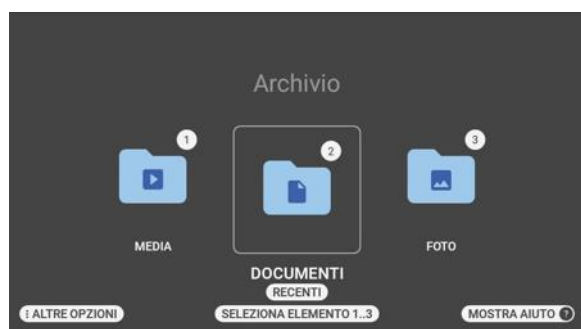 Archivio
1
2
3
MEDIA
DOCUMENTI
FOTO
RECENTI
⋮ ALTRE OPZIONI
SELEZIONA ELEMENTO 1..3
MOSTRA AIUTO ?